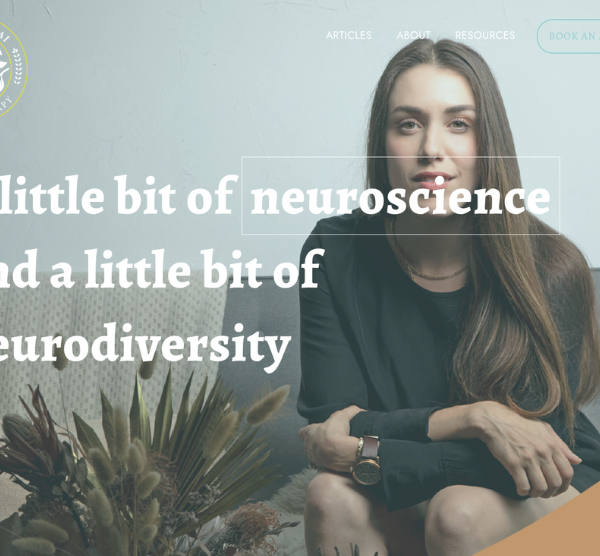 ARTICLES ABOUT RESOURCES BOOK AN
little bit of neuroscience
nd a little bit of
eurodiversity